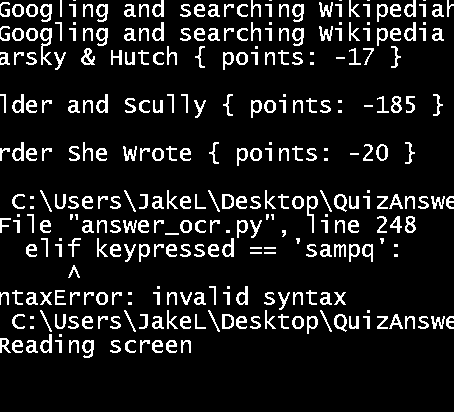 Googling and searching Wikipediah
Googling and searching Wikipedia
arsky & Hutch { points: -17 }
lder and Scully { points: -185 }
rder She Wrote { points: -20 }
C:\Users\JakeL\Desktop\QuizAnswe
File "answer_ocr.py", line 248
elif keypressed == 'sampq':
^
ntaxError: invalid syntax
C:\Users\JakeL\Desktop\QuizAnswe
Reading screen